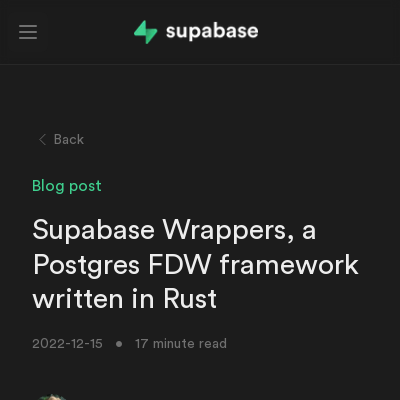 supabase
Back
Blog post
Supabase Wrappers, a
Postgres FDW framework
written in Rust
2022-12-15 • 17 minute read